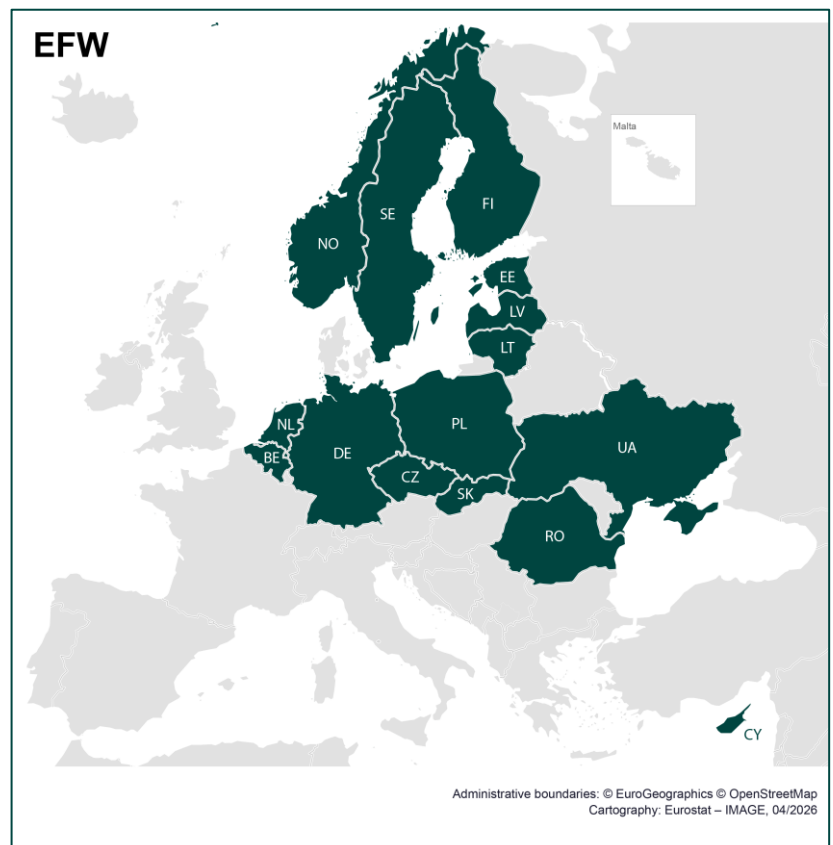 EFW
Malta
FI
SE
NO
EE
LV
LT
NL
PL
BE
DE
UA
CZ
SK
RO
CY
Administrative boundaries: © EuroGeographics © OpenStreetMap
Cartography: Eurostat – IMAGE, 04/2026